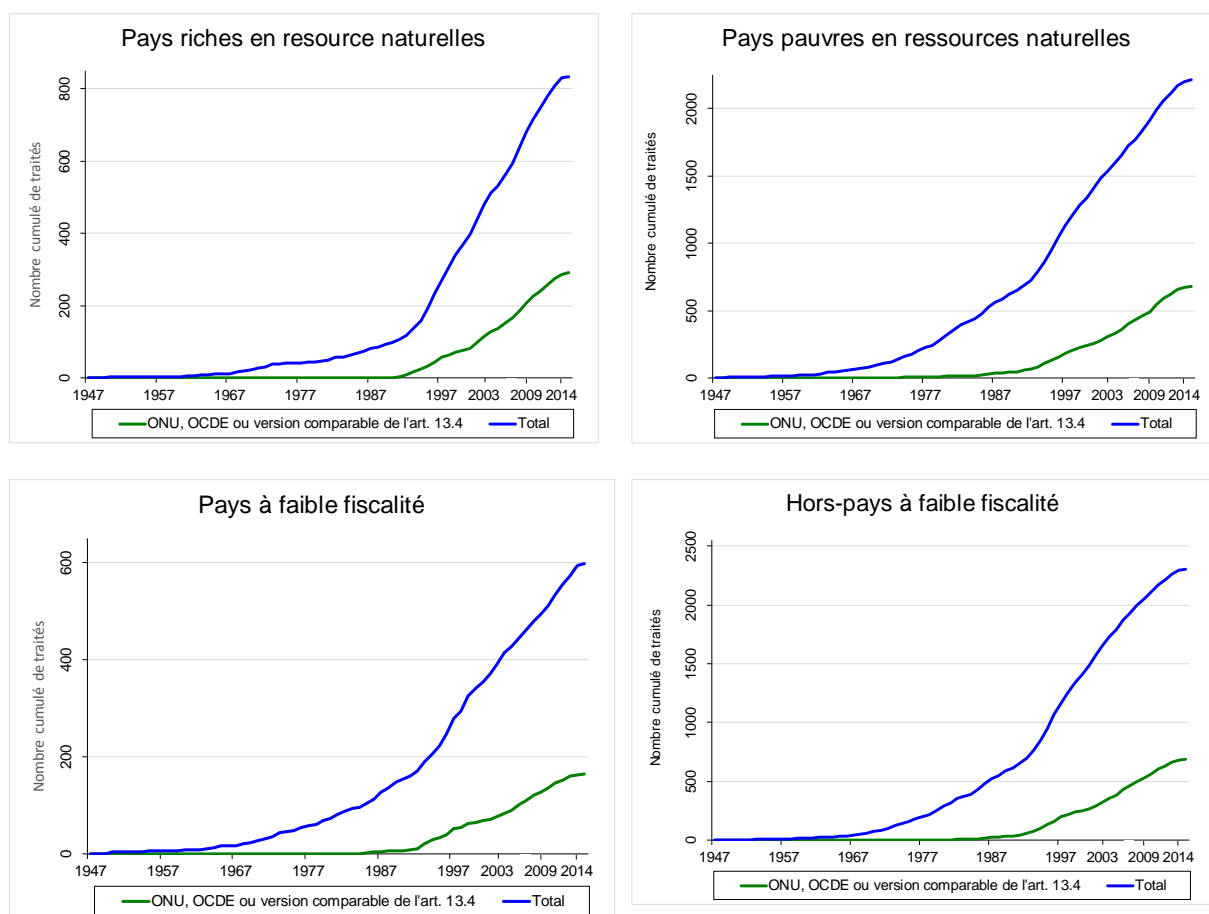 Pays riches en resource naturelles
Nombre cumulé de traités
800
600
400
200
0
1947 1957 1967 1977 1987 1997 2003 2009 2014
ONU, OCDE ou version comparable de l'art. 13.4 Total
Pays pauvres en ressources naturelles
Nombre cumulé de traités
2000
1500
1000
500
0
1947 1957 1967 1977 1987 1997 2003 2009 2014
ONU, OCDE ou version comparable de l'art. 13.4 Total
Pays à faible fiscalité
Nombre cumulé de traités
600
400
200
0
1947 1957 1967 1977 1987 1997 2003 2009 2014
ONU, OCDE ou version comparable de l'art. 13.4 Total
Hors-pays à faible fiscalité
Nombre cumulé de traités
2500
2000
1500
1000
500
0
1947 1957 1967 1977 1987 1997 2003 2009 2014
ONU, OCDE ou version comparable de l'art. 13.4 Total